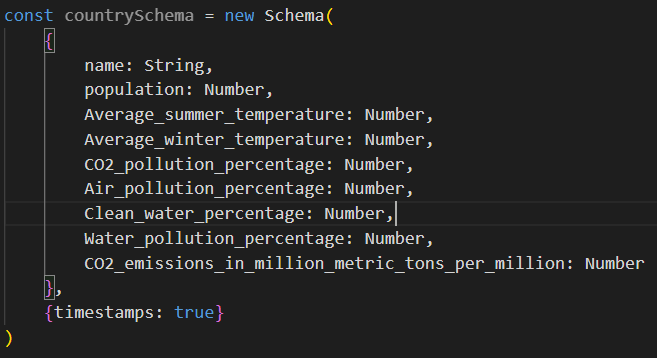 const countrySchema = new Schema(
{
name: String,
population: Number,
Average_summer_temperature: Number,
Average_winter_temperature: Number,
CO2_pollution_percentage: Number,
Air_pollution_percentage: Number,
Clean_water_percentage: Number,
Water_pollution_percentage: Number,
CO2_emissions_in_million_metric_tons_per_million: Number
},
{timestamps: true}
)